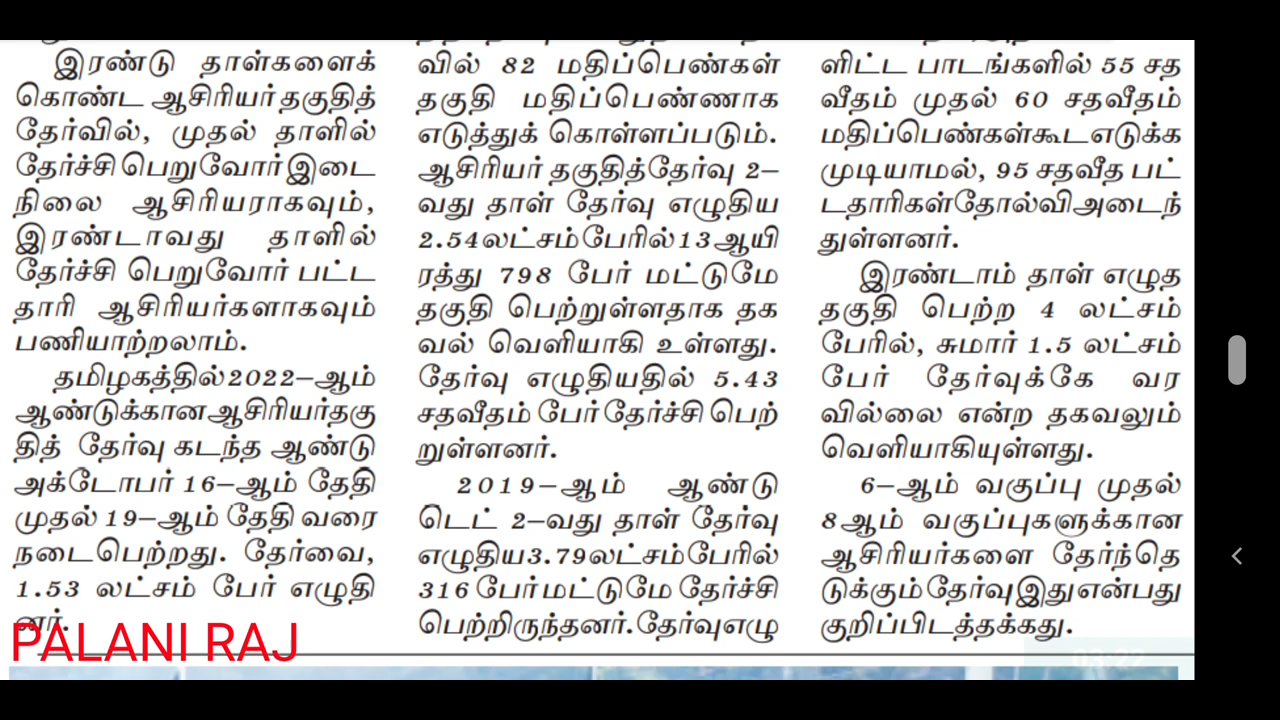 இரண்டு தாள்களைக்
கொண்ட ஆசிரியர் தகுதித்
தேர்வில், முதல் தாளில்
தேர்ச்சி பெறுவோர் இடை
நிலை ஆசிரியராகவும்,
இரண்டாவது தாளில்
தேர்ச்சி பெறுவோர் பட்ட
தாரி ஆசிரியர்களாகவும்
பணியாற்றலாம்.
தமிழகத்தில் 2022–ஆம்
ஆண்டுக்கான ஆசிரியர் தகு
தித் தேர்வு கடந்த ஆண்டு
அக்டோபர் 16–ஆம் தேதி
முதல் 19–ஆம் தேதி வரை
நடைபெற்றது. தேர்வை,
1.53 லட்சம் பேர் எழுதி
னர்.
வில் 82 மதிப்பெண்கள்
தகுதி மதிப்பெண்ணாக
எடுத்துக் கொள்ளப்படும்.
ஆசிரியர் தகுதித்தேர்வு 2–
வது தாள் தேர்வு எழுதிய
2.54 லட்சம் பேரில் 13 ஆயி
ரத்து 798 பேர் மட்டுமே
தகுதி பெற்றுள்ளதாக தக
வல் வெளியாகி உள்ளது.
தேர்வு எழுதியதில் 5.43
சதவீதம் பேர் தேர்ச்சி பெற்
றுள்ளனர்.
2019–ஆம் ஆண்டு
டெட் 2–வது தாள் தேர்வு
எழுதிய 3.79 லட்சம் பேரில்
316 பேர் மட்டுமே தேர்ச்சி
பெற்றிருந்தனர். தேர்வு எழு
ளிட்ட பாடங்களில் 55 சத
வீதம் முதல் 60 சதவீதம்
மதிப்பெண்கள்கூட எடுக்க
முடியாமல், 95 சதவீத பட்
டதாரிகள் தோல்வி அடைந்
துள்ளனர்.
இரண்டாம் தாள் எழுத
தகுதி பெற்ற 4 லட்சம்
பேரில், சுமார் 1.5 லட்சம்
பேர் தேர்வுக்கே வர
வில்லை என்ற தகவலும்
வெளியாகியுள்ளது.
6–ஆம் வகுப்பு முதல்
8ஆம் வகுப்புகளுக்கான
ஆசிரியர்களை தேர்ந்தெ
டுக்கும் தேர்வு இது என்பது
குறிப்பிடத்தக்கது.
PALANI RAJ
03:22